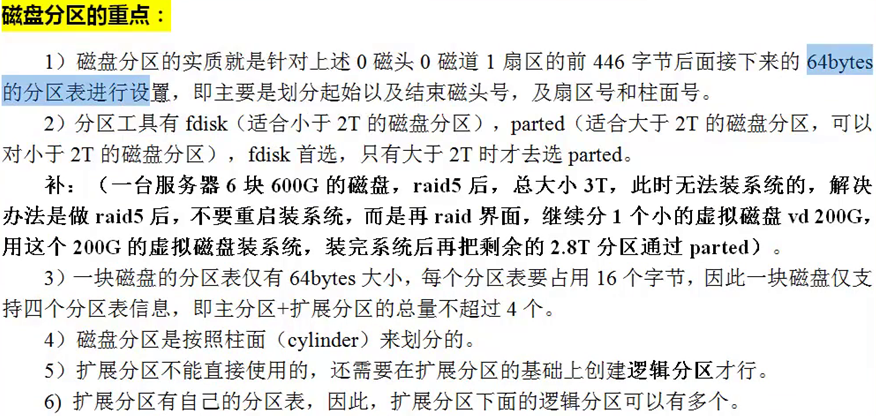 磁盘分区的重点：
1）磁盘分区的实质就是针对上述 0 磁头 0 磁道 1 扇区的前 446 字节后面接下来的 64bytes
的分区表进行设置，即主要是划分起始以及结束磁头号，及扇区号和柱面号。
2）分区工具有 fdisk（适合小于 2T 的磁盘分区），parted（适合大于 2T 的磁盘分区，可以
对小于 2T 的磁盘分区），fdisk 首选，只有大于 2T 时才去选 parted。
补：（一台服务器 6 块 600G 的磁盘，raid5 后，总大小 3T，此时无法装系统的，解决
办法是做 raid5 后，不要重启装系统，而是再 raid 界面，继续分 1 个小的虚拟磁盘 vd 200G，
用这个 200G 的虚拟磁盘装系统，装完系统后再把剩余的 2.8T 分区通过 parted）。
3）一块磁盘的分区表仅有 64bytes 大小，每个分区表要占用 16 个字节，因此一块磁盘仅支
持四个分区表信息，即主分区+扩展分区的总量不超过 4 个。
4）磁盘分区是按照柱面（cylinder）来划分的。
5）扩展分区不能直接使用的，还需要在扩展分区的基础上创建逻辑分区才行。
6) 扩展分区有自己的分区表，因此，扩展分区下面的逻辑分区可以有多个。